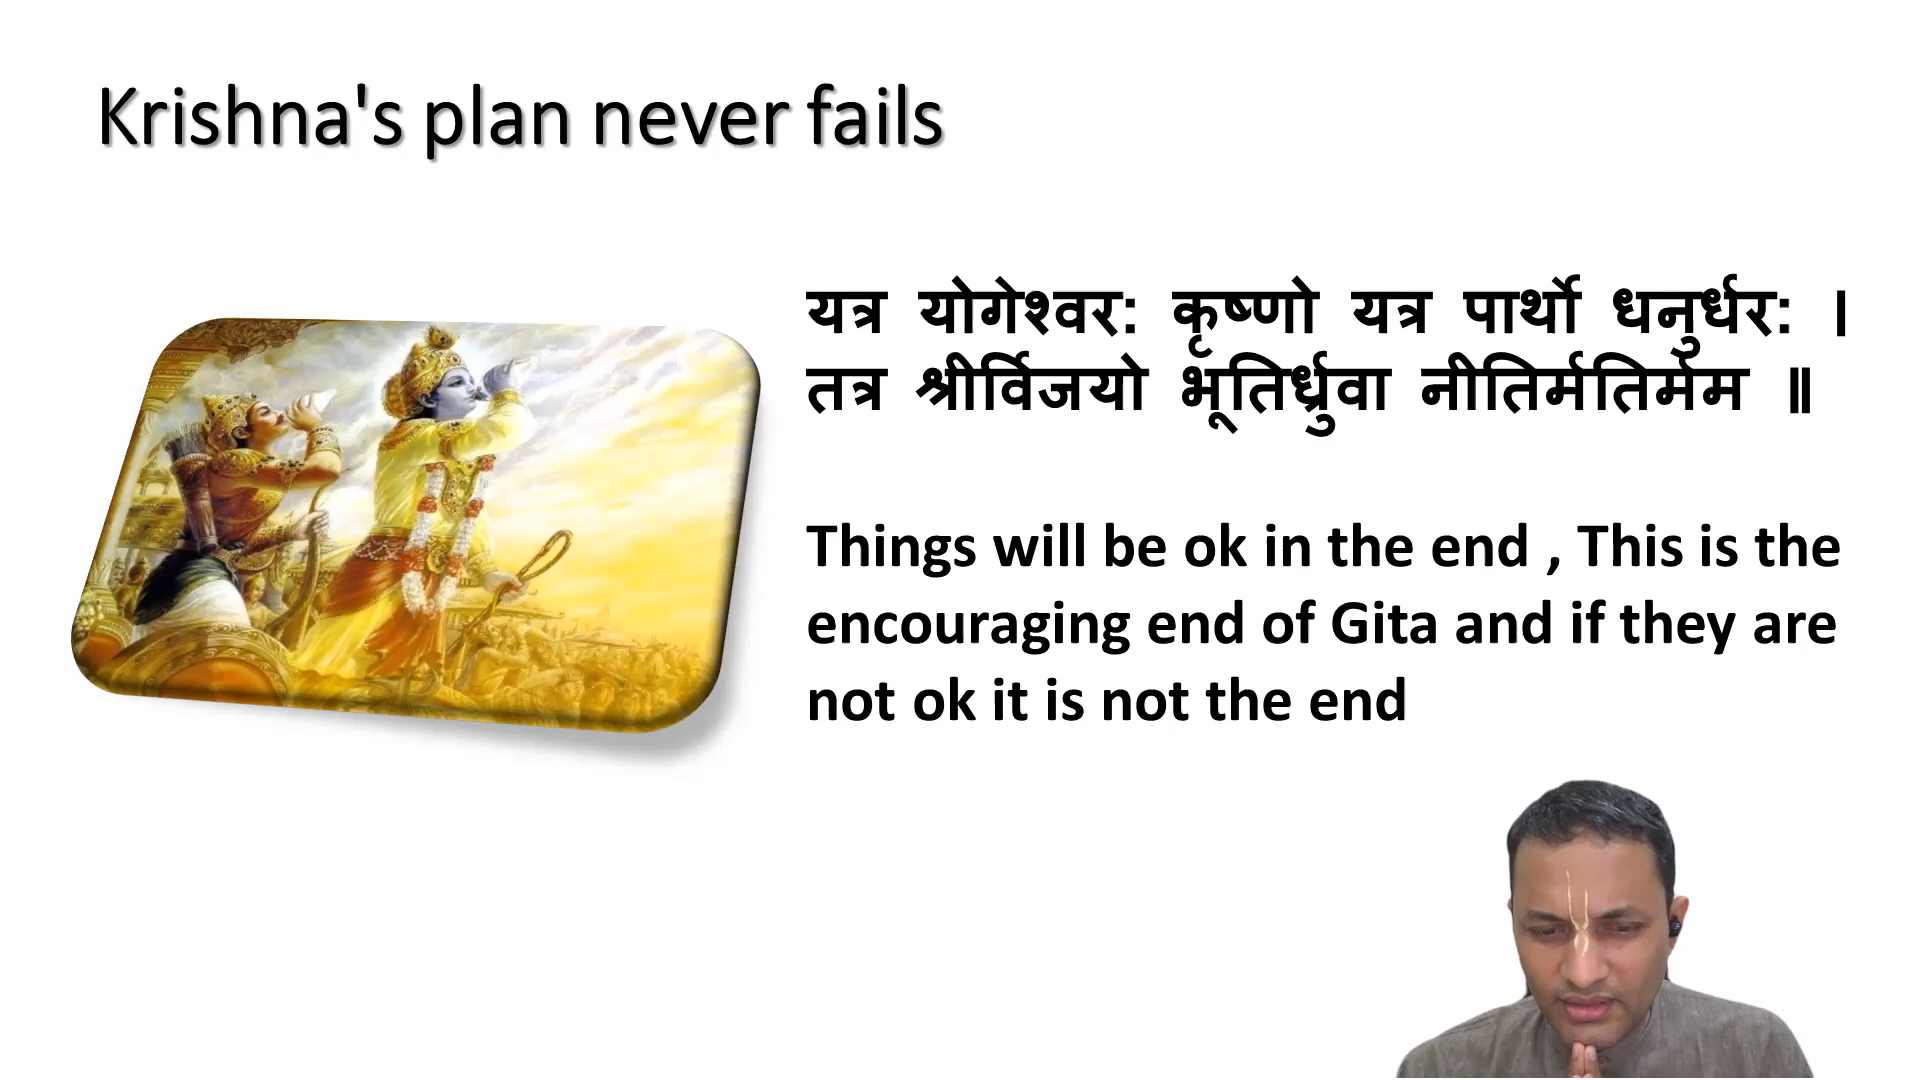 Krishna's plan never fails
यत्र योगेश्वर: कृष्णो यत्र पार्थो धनुर्धर: ।
तत्र श्रीर्विजयो भूतिर्ध्रुवा नीतिर्मतिर्मम ॥
Things will be ok in the end , This is the
encouraging end of Gita and if they are
not ok it is not the end